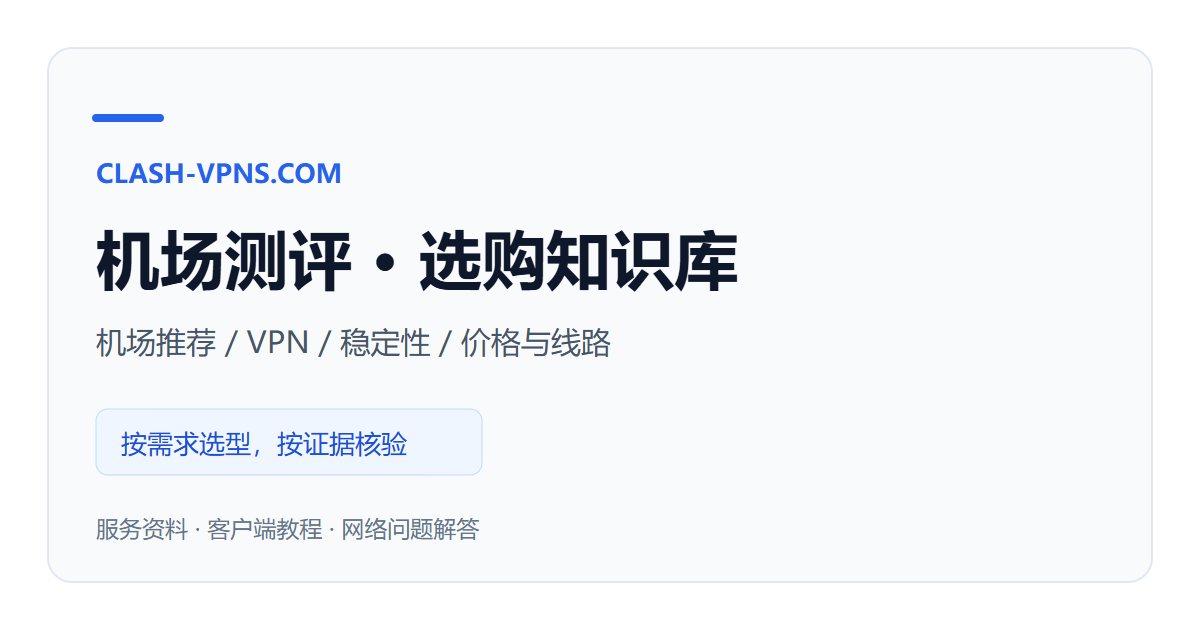 CLASH-VPNS.COM
机场测评 · 选购知识库
机场推荐 / VPN / 稳定性 / 价格与线路
按需求选型，按证据核验
服务资料 · 客户端教程 · 网络问题解答